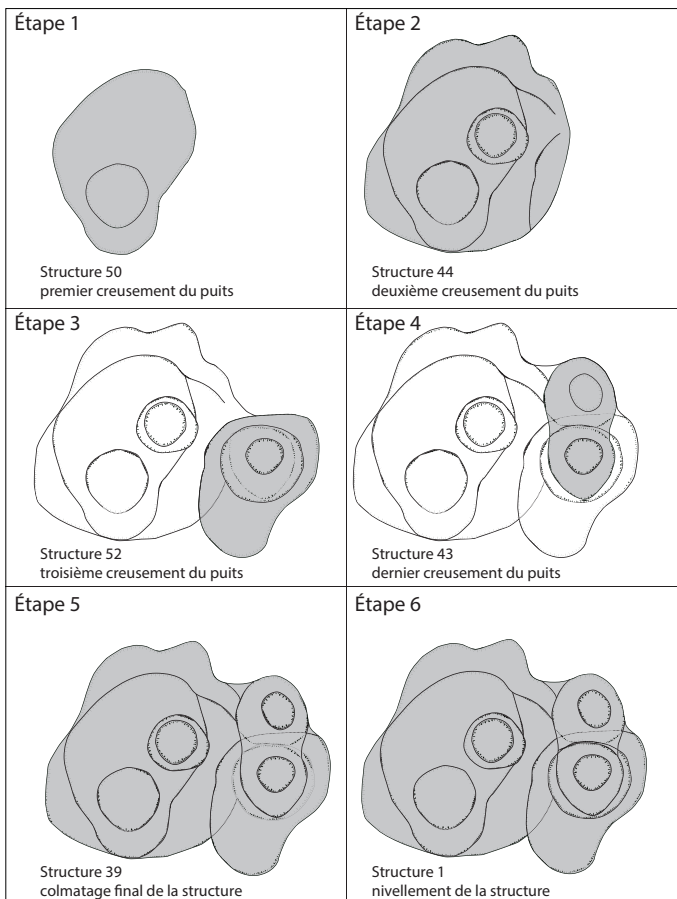 Étape 1
Structure 50
premier creusement du puits
Étape 2
Structure 44
deuxième creusement du puits
Étape 3
Structure 52
troisième creusement du puits
Étape 4
Structure 43
dernier creusement du puits
Étape 5
Structure 39
colmatage final de la structure
Étape 6
Structure 1
nivellement de la structure